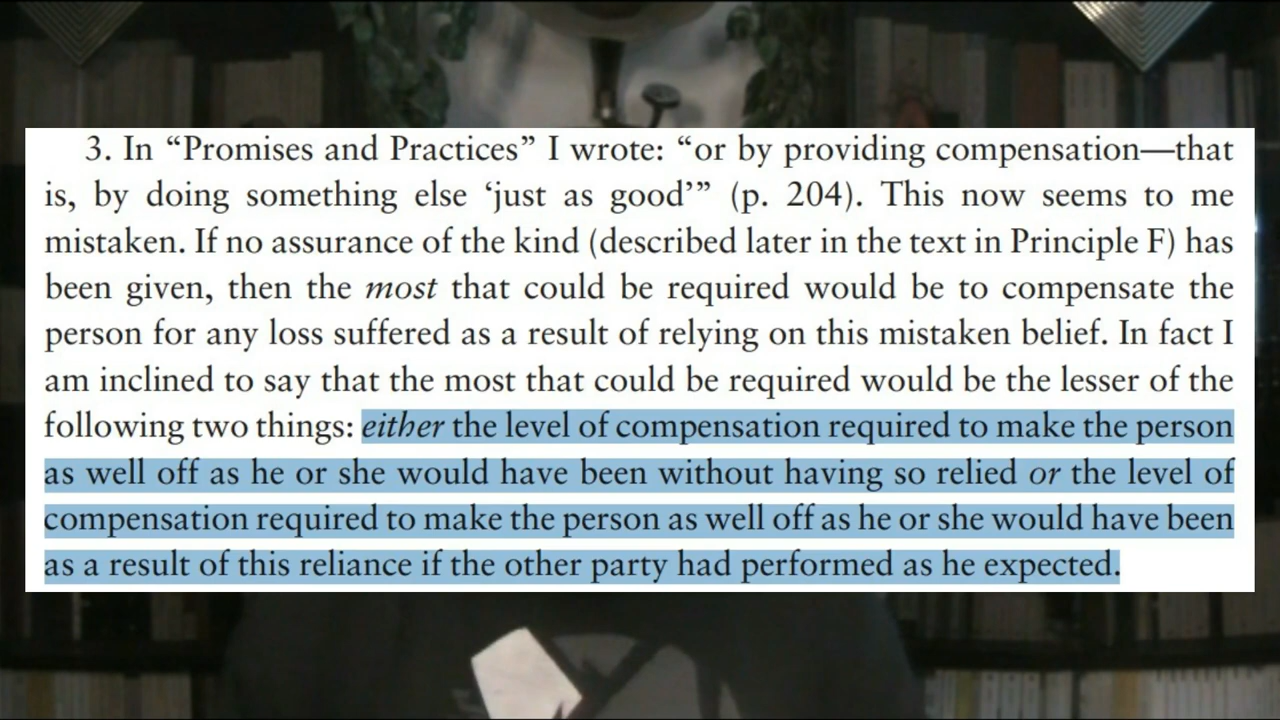 3. In “Promises and Practices” I wrote: “or by providing compensation—that
is, by doing something else ‘just as good’” (p. 204). This now seems to me
mistaken. If no assurance of the kind (described later in the text in Principle F) has
been given, then the most that could be required would be to compensate the
person for any loss suffered as a result of relying on this mistaken belief. In fact I
am inclined to say that the most that could be required would be the lesser of the
following two things: either the level of compensation required to make the person
as well off as he or she would have been without having so relied or the level of
compensation required to make the person as well off as he or she would have been
as a result of this reliance if the other party had performed as he expected.